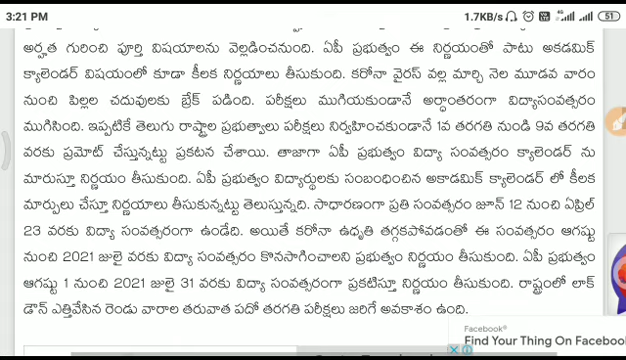 3:21 PM
1.7KB/s
51
అర్హత గురించి పూర్తి విషయాలను వెల్లడించనుంది. ఏపీ ప్రభుత్వం ఈ నిర్ణయంతో పాటు అకడమిక్
క్యాలెండర్ విషయంలో కూడా కీలక నిర్ణయాలు తీసుకుంది. కరోనా వైరస్ వల్ల మార్చి నెల మూడవ వారం
నుంచి పిల్లల చదువులకు బ్రేక్ పడింది. పరీక్షలు ముగియకుండానే అర్ధాంతరంగా విద్యాసంవత్సరం
ముగిసింది. ఇప్పటికే తెలుగు రాష్ట్రాల ప్రభుత్వాలు పరీక్షలు నిర్వహించకుండానే 1వ తరగతి నుండి 9వ తరగతి
వరకు ప్రమోట్ చేస్తున్నట్టు ప్రకటన చేశాయి. తాజాగా ఏపీ ప్రభుత్వం విద్యా సంవత్సరం క్యాలెండర్ ను
మారుస్తూ నిర్ణయం తీసుకుంది. ఏపీ ప్రభుత్వం విద్యార్థులకు సంబంధించిన అకాడమిక్ క్యాలెండర్ లో కీలక
మార్పులు చేస్తూ నిర్ణయాలు తీసుకున్నట్టు తెలుస్తున్నది. సాధారణంగా ప్రతి సంవత్సరం జూన్ 12 నుంచి ఏప్రిల్
23 వరకు విద్యా సంవత్సరంగా ఉండేది. అయితే కరోనా ఉధృతి తగ్గకపోవడంతో ఈ సంవత్సరం ఆగష్టు
నుంచి 2021 జులై వరకు విద్యా సంవత్సరం కొనసాగించాలని ప్రభుత్వం నిర్ణయం తీసుకుంది. ఏపీ ప్రభుత్వం
ఆగష్టు 1 నుంచి 2021 జులై 31 వరకు విద్యా సంవత్సరంగా ప్రకటిస్తూ నిర్ణయం తీసుకుంది. రాష్ట్రంలో లాక్
డౌన్ ఎత్తివేసిన రెండు వారాల తరువాత పదో తరగతి పరీక్షలు జరిగే అవకాశం ఉంది.
Facebook®
Find Your Thing On Facebook